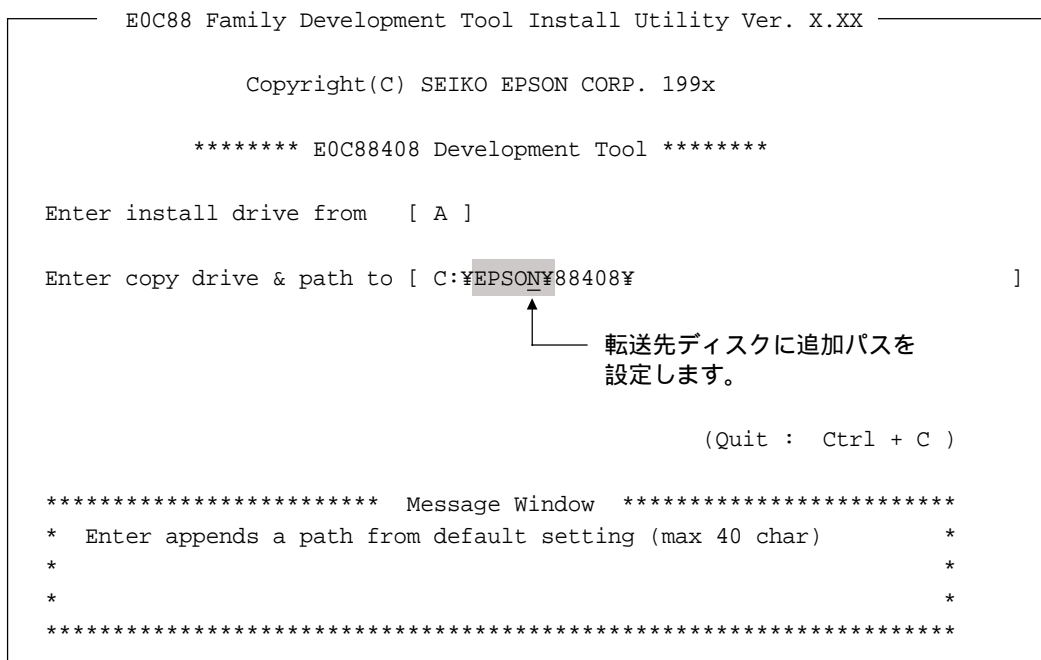 E0C88 Family Development Tool Install Utility Ver. X.XX
Copyright(C) SEIKO EPSON CORP. 199x
******** E0C88408 Development Tool ********
Enter install drive from [ A ]
Enter copy drive & path to [ C:¥EPSON¥88408¥ ]
転送先ディスクに追加パスを
設定します。
(Quit : Ctrl + C )
************************* Message Window *************************
* Enter appends a path from default setting (max 40 char) *
* *
* *
********************************************************************